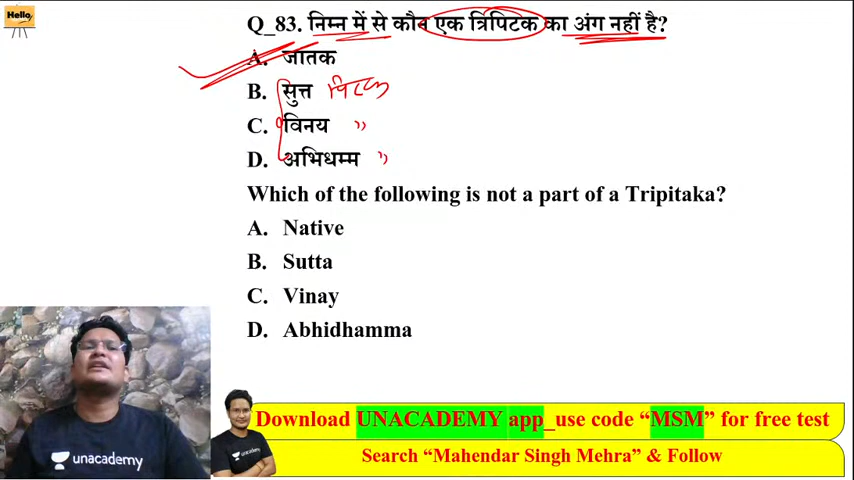 Hello
Q_83. निम्न में से कौन एक त्रिपिटक का अंग नहीं है?
A. जातक
B. सुत्त पिटक
C. विनय "
D. अभिधम्म "
Which of the following is not a part of a Tripitaka?
A. Native
B. Sutta
C. Vinay
D. Abhidhamma
unacademy
Download UNACADEMY app_use code “MSM” for free test
Search “Mahendar Singh Mehra” & Follow